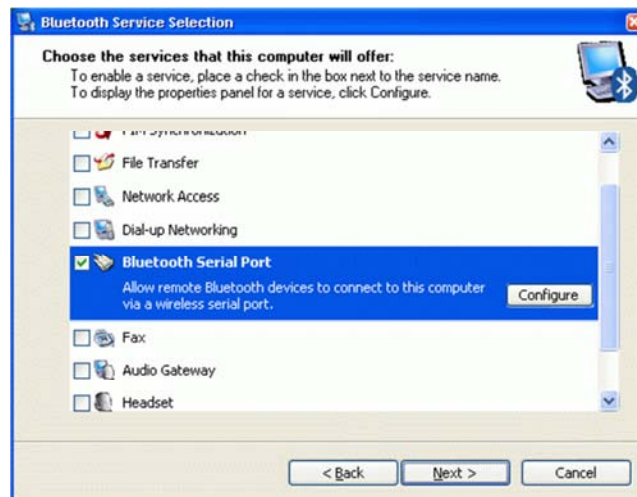 Bluetooth Service Selection
Choose the services that this computer will offer:
To enable a service, place a check in the box next to the service name.
To display the properties panel for a service, click Configure.
PIM Synchronization
File Transfer
Network Access
Dial-up Networking
Bluetooth Serial Port
Allow remote Bluetooth devices to connect to this computer
via a wireless serial port.
Configure
Fax
Audio Gateway
Headset
< Back
Next >
Cancel